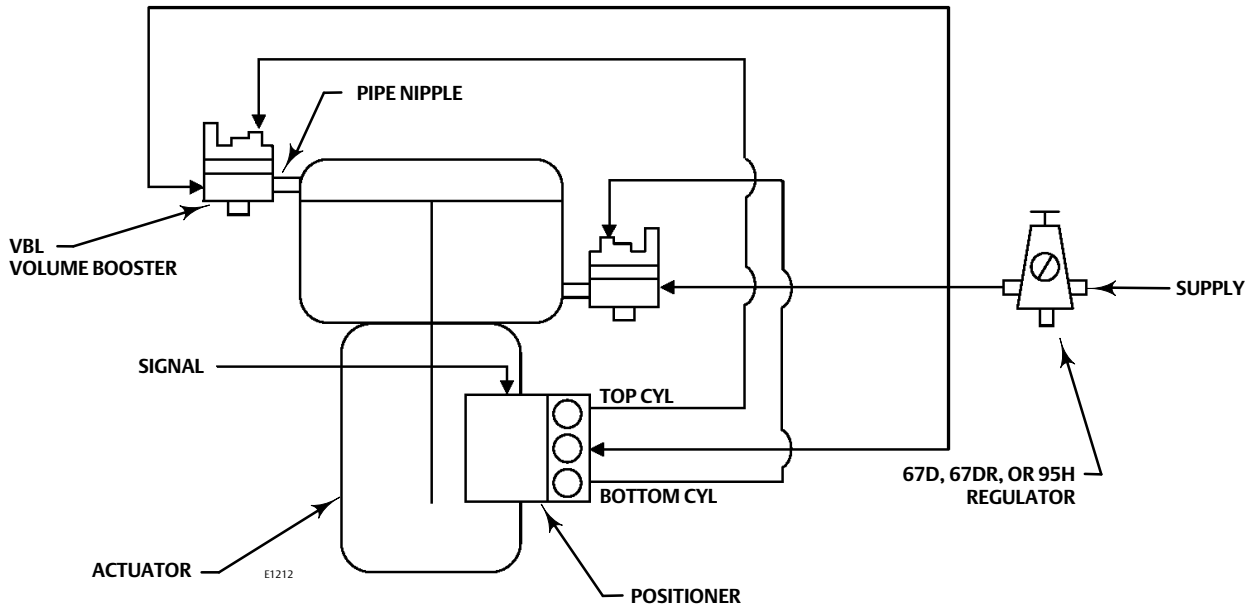 PIPE NIPPLE
VBL
VOLUME BOOSTER
SUPPLY
SIGNAL
TOP CYL
BOTTOM CYL
67D, 67DR, OR 95H
REGULATOR
ACTUATOR
E1212
POSITIONER